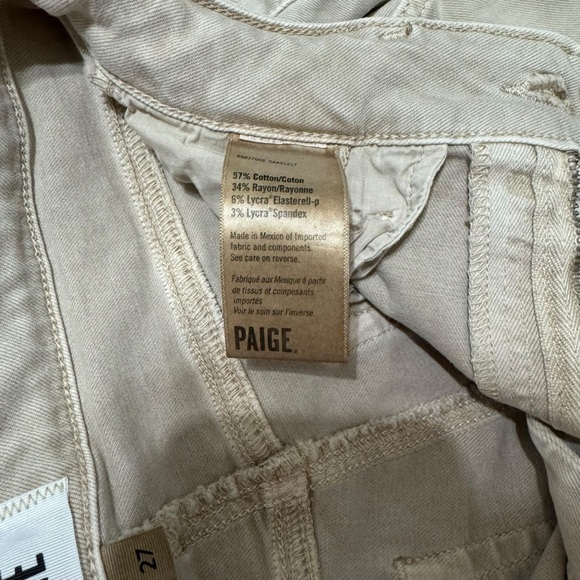 57% Cotton/Coton
34% Rayon/Rayonne
6% Lycra® Elasterell-p
3% Lycra® Spandex
Made in Mexico of Imported
fabric and components.
See care on reverse.
Fabriqué aux Mexique à partir
de tissus et composants
importés
Voir le soin sur l'inverse.
PAIGE.
27